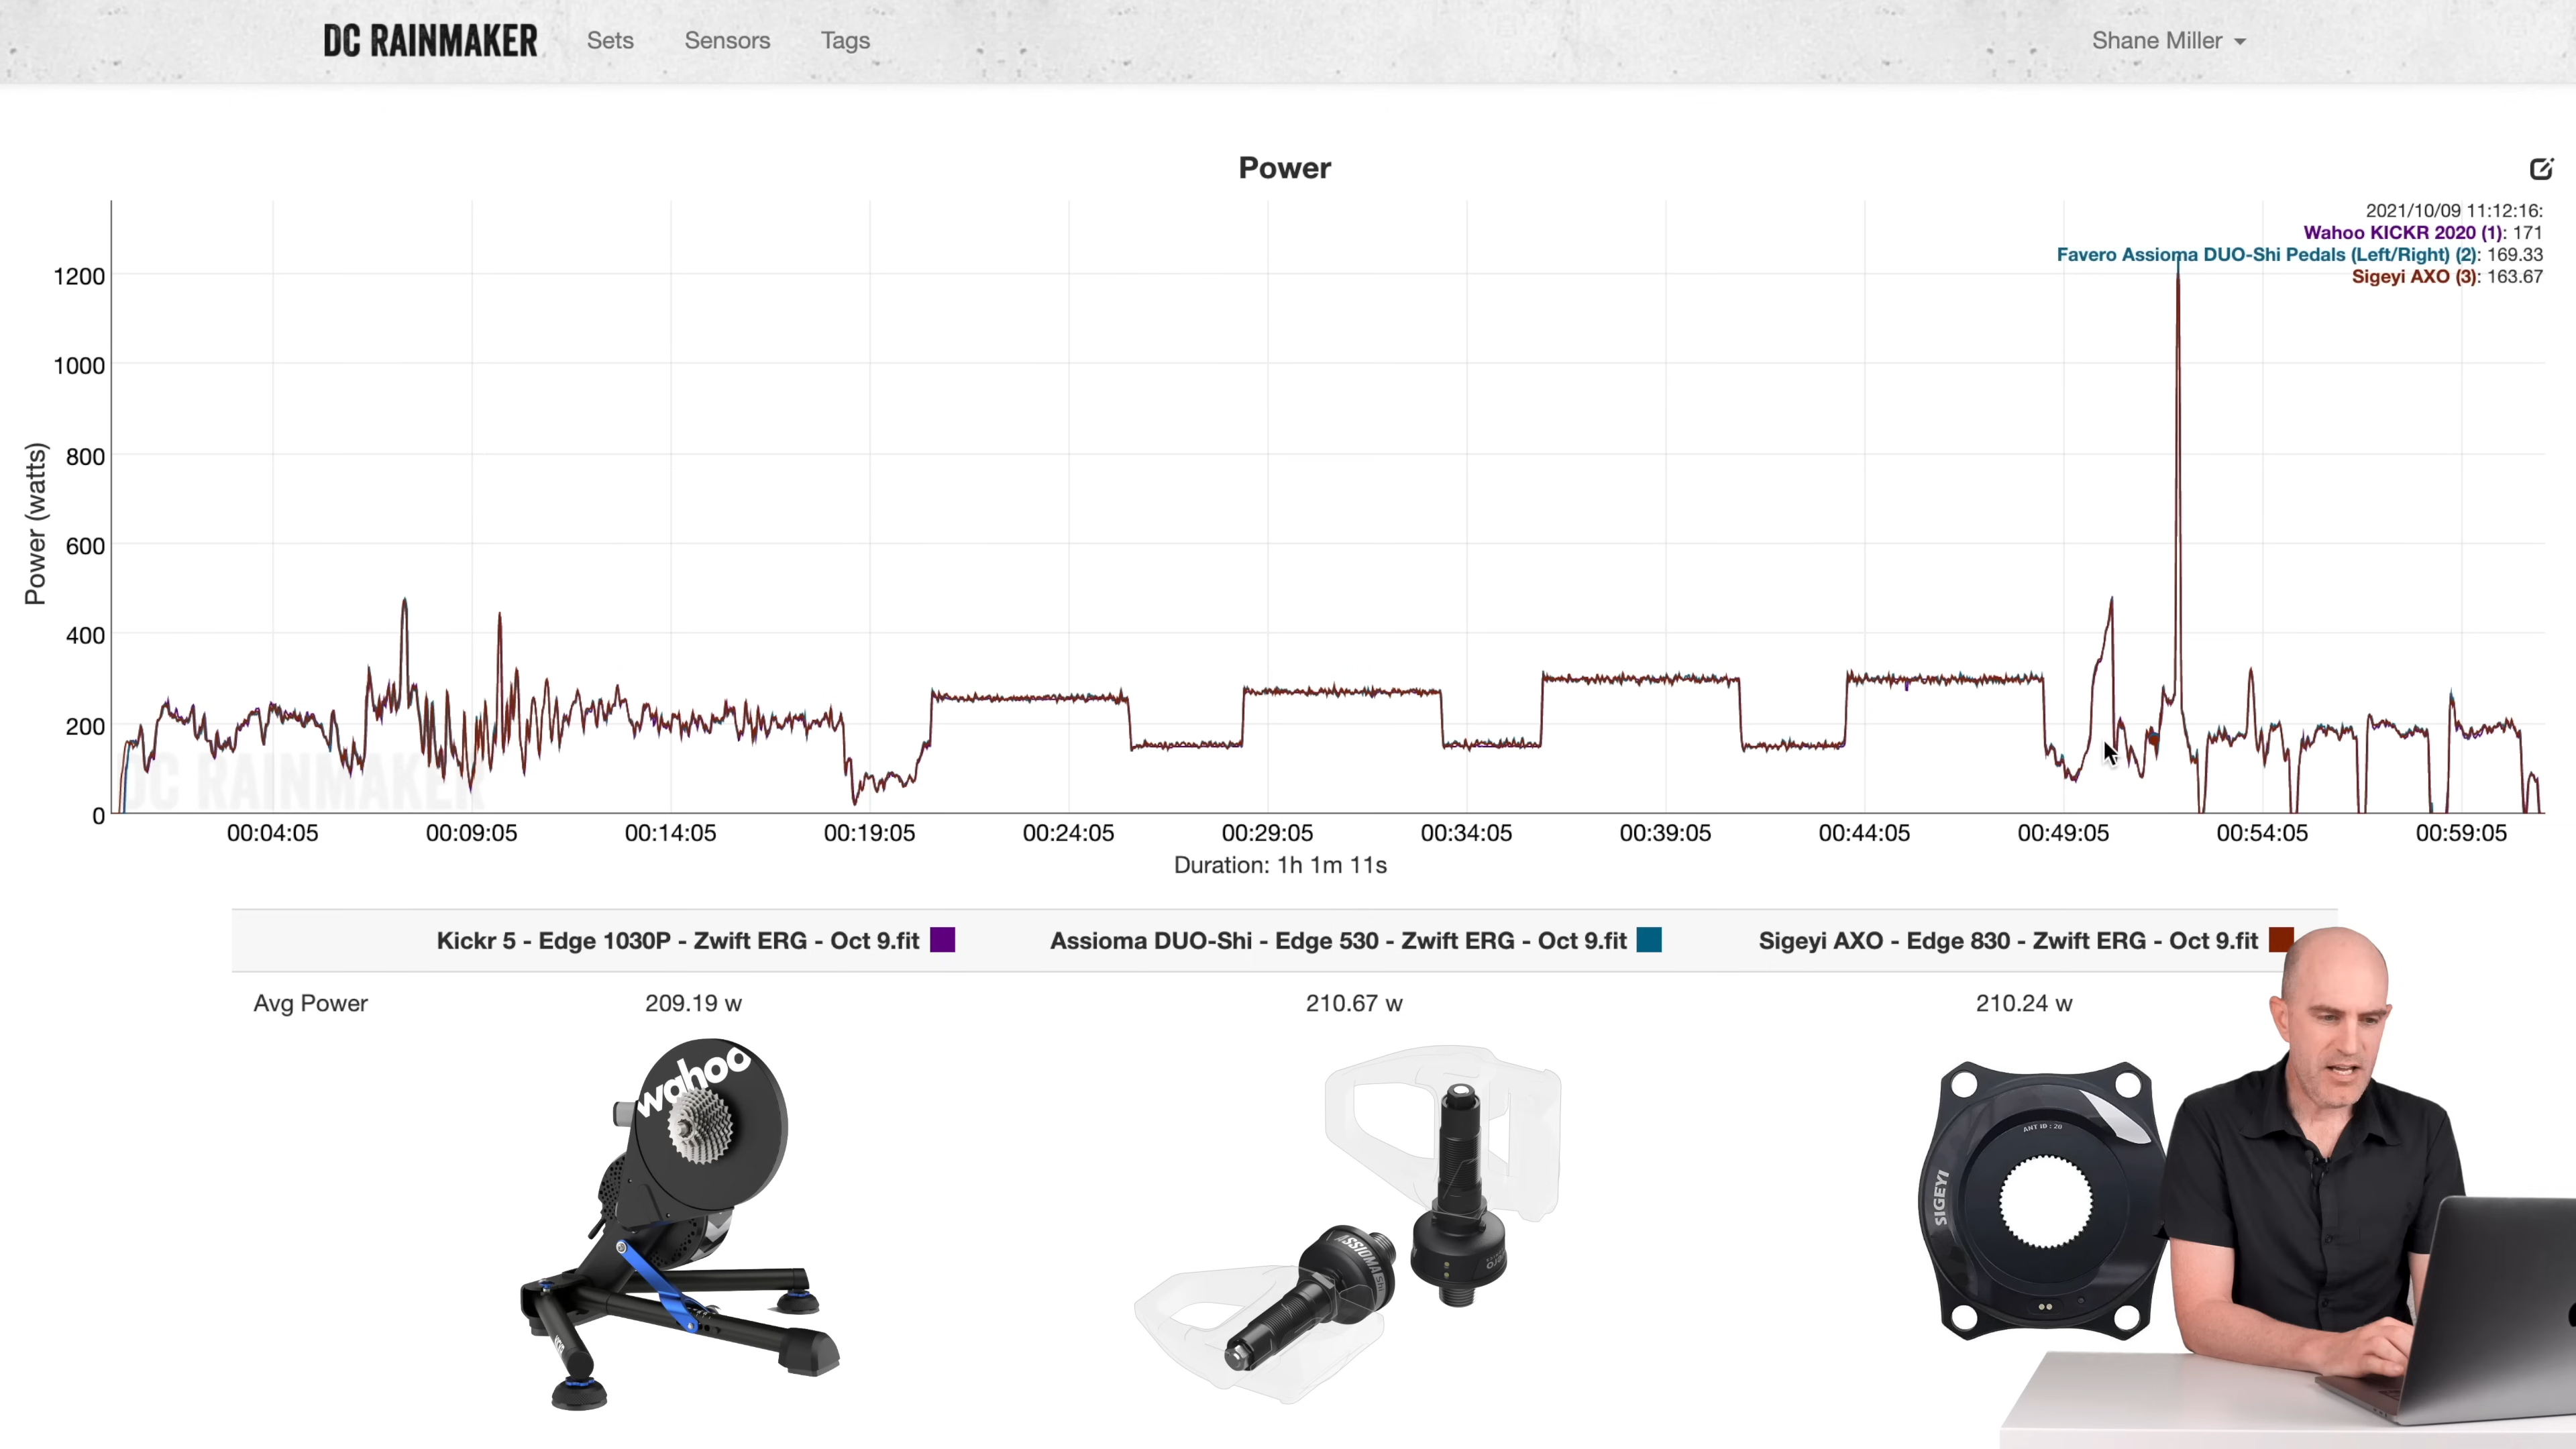 DC RAINMAKER Sets Sensors Tags Shane Miller
Power
2021/10/09 11:12:16:
Wahoo KICKR 2020 (1): 171
Favero Assioma DUO-Shi Pedals (Left/Right) (2): 169.33
Sigeyi AXO (3): 163.67
Power (watts)
1200
1000
800
600
400
200
0
DC RAINMAKER
00:04:05 00:09:05 00:14:05 00:19:05 00:24:05 00:29:05 00:34:05 00:39:05 00:44:05 00:49:05 00:54:05 00:59:05
Duration: 1h 1m 11s
Kickr 5 - Edge 1030P - Zwift ERG - Oct 9.fit Assioma DUO-Shi - Edge 530 - Zwift ERG - Oct 9.fit Sigeyi AXO - Edge 830 - Zwift ERG - Oct 9.fit
Avg Power 209.19 w 210.67 w 210.24 w
wahoo
ASSIOMA
ANT ID : 20
SIGEYI